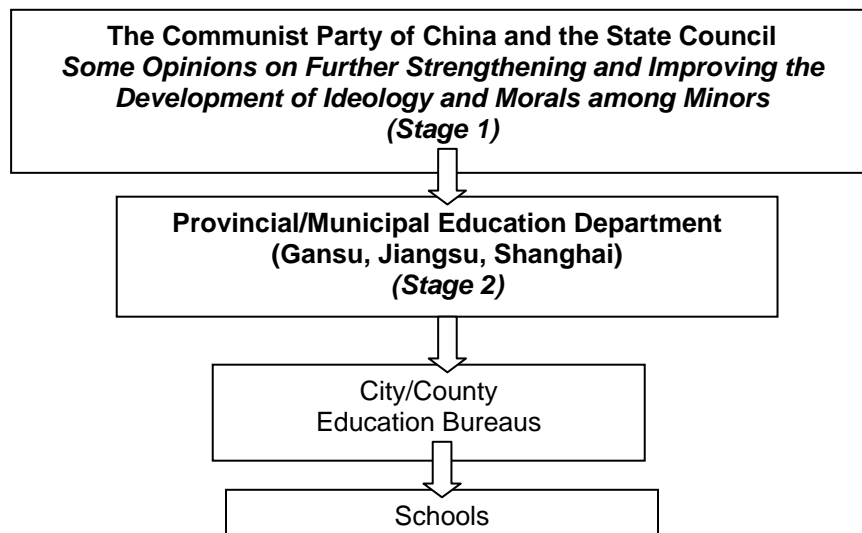 The Communist Party of China and the State Council
Some Opinions on Further Strengthening and Improving the
Development of Ideology and Morals among Minors
(Stage 1)
Provincial/Municipal Education Department
(Gansu, Jiangsu, Shanghai)
(Stage 2)
City/County
Education Bureaus
Schools